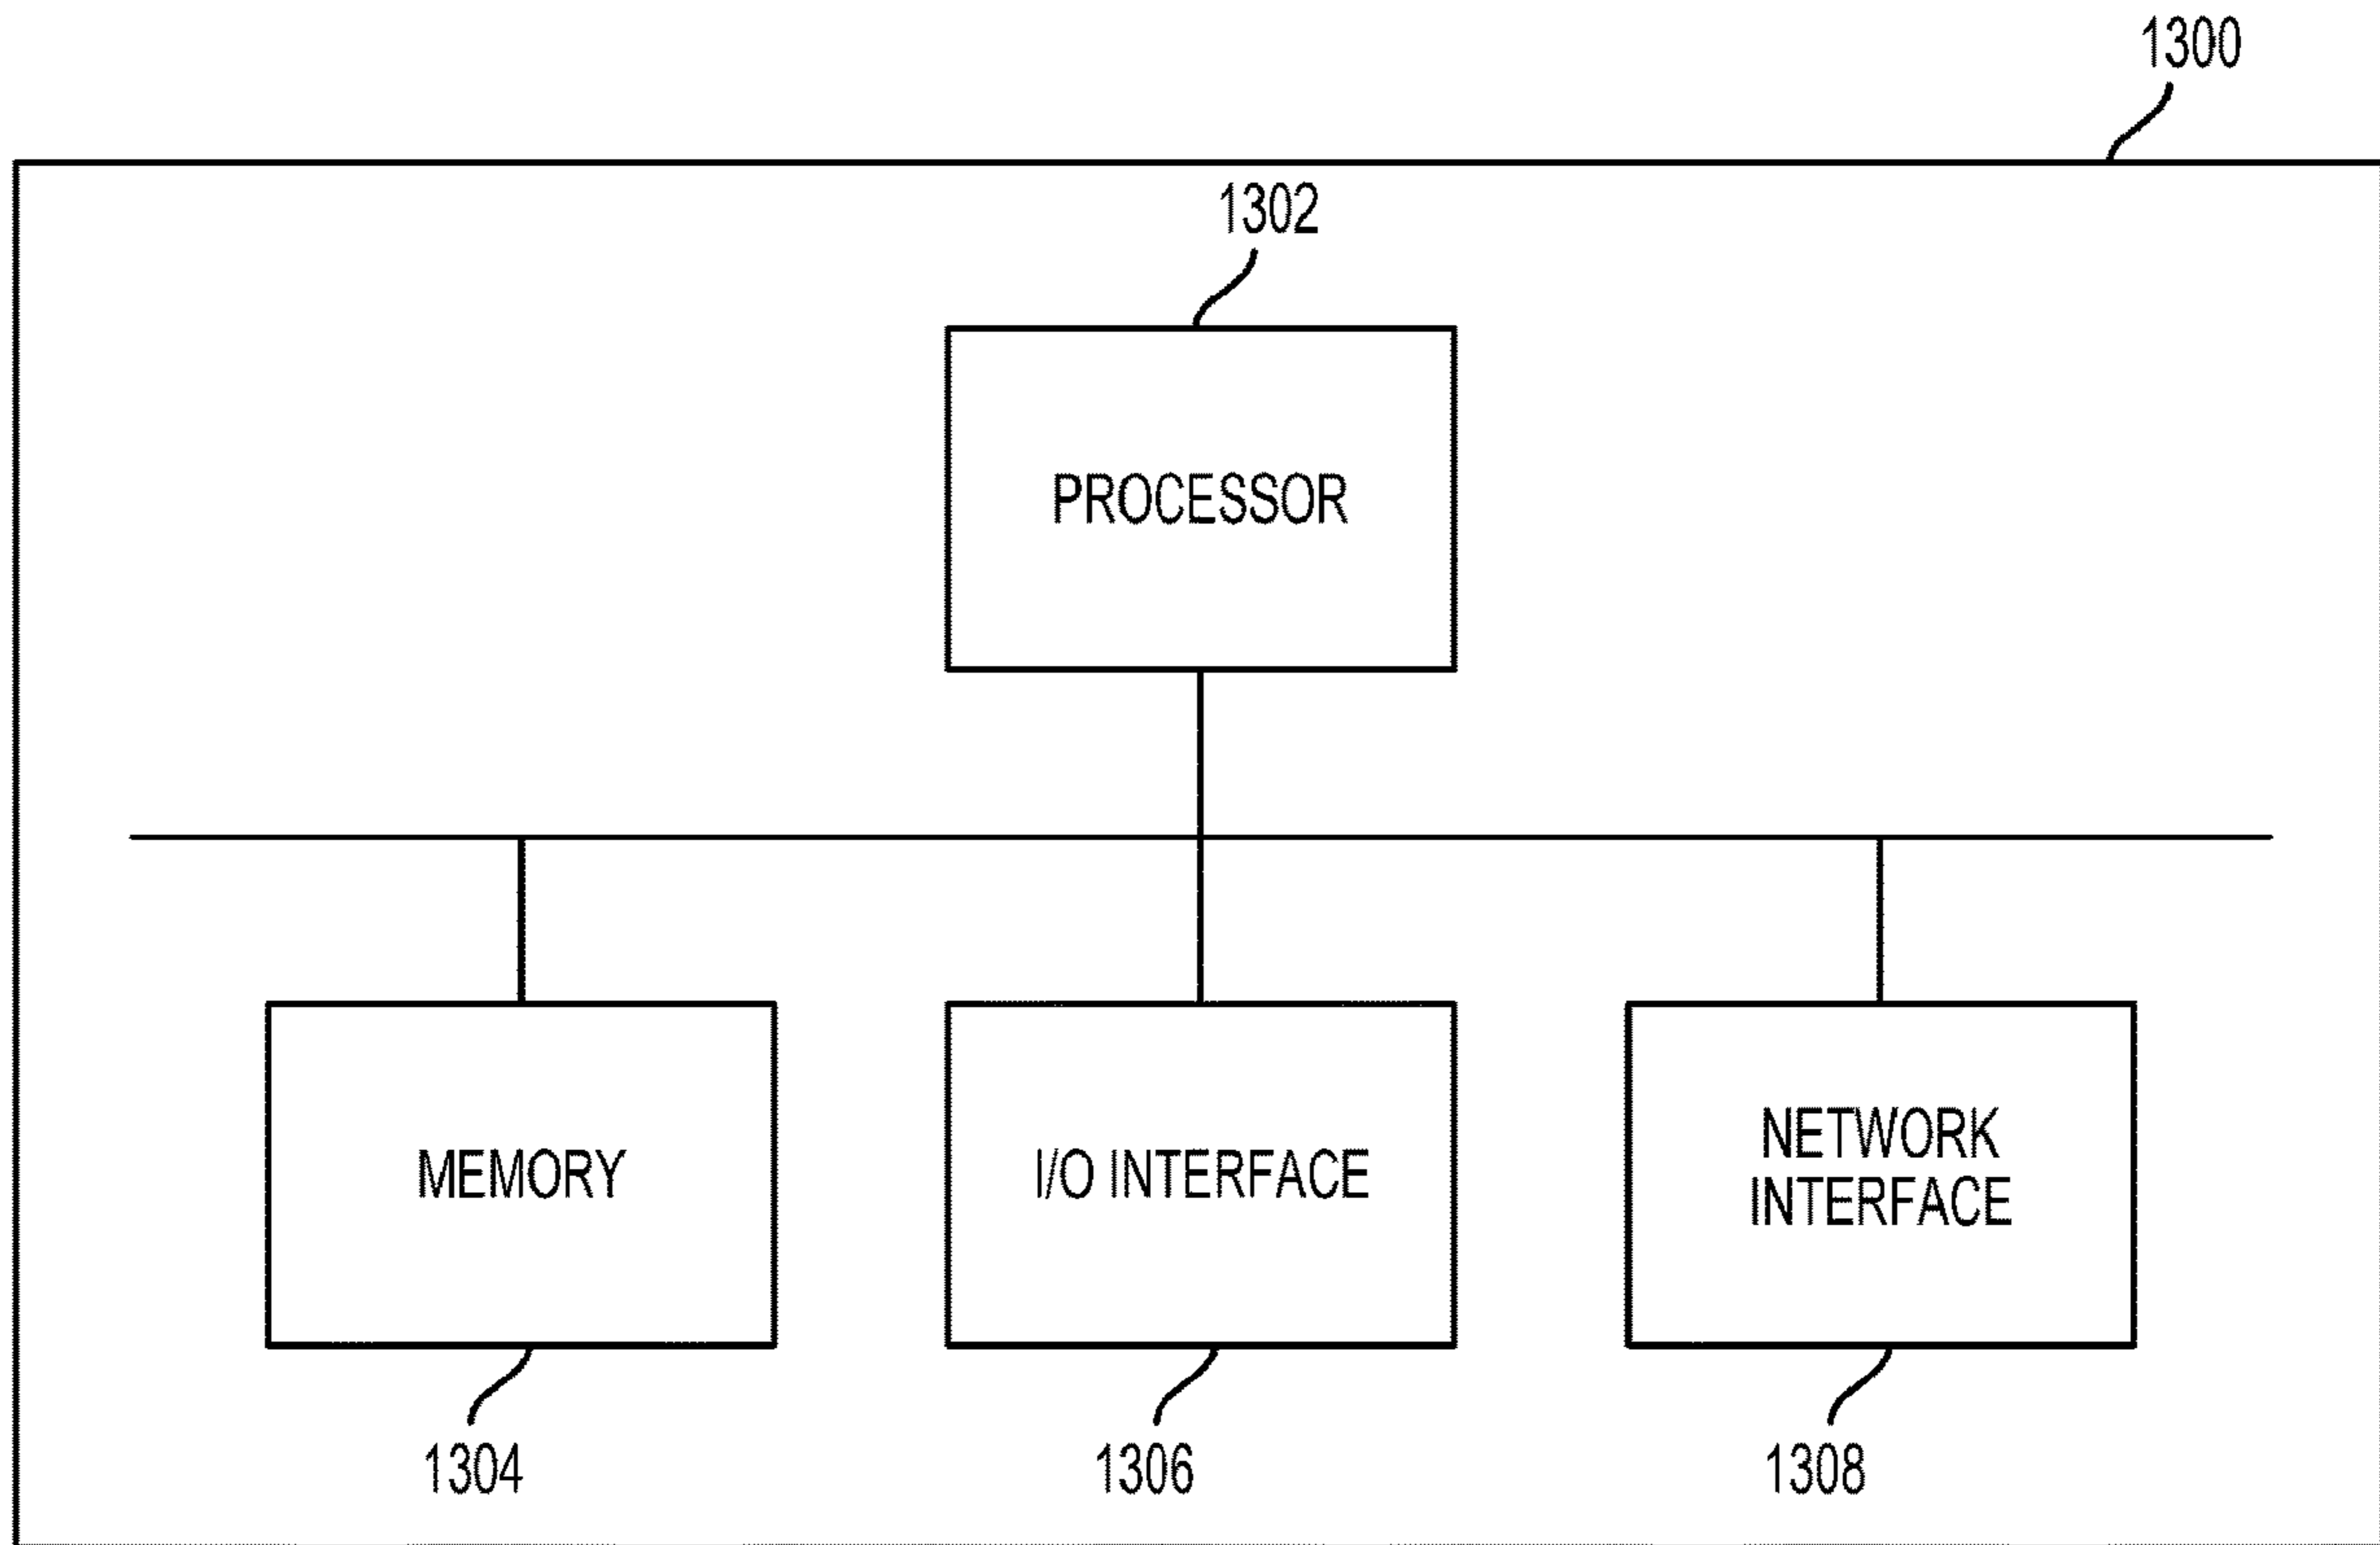 1300
1302
PROCESSOR
MEMORY
I/O INTERFACE
NETWORK
INTERFACE
1304
1306
1308